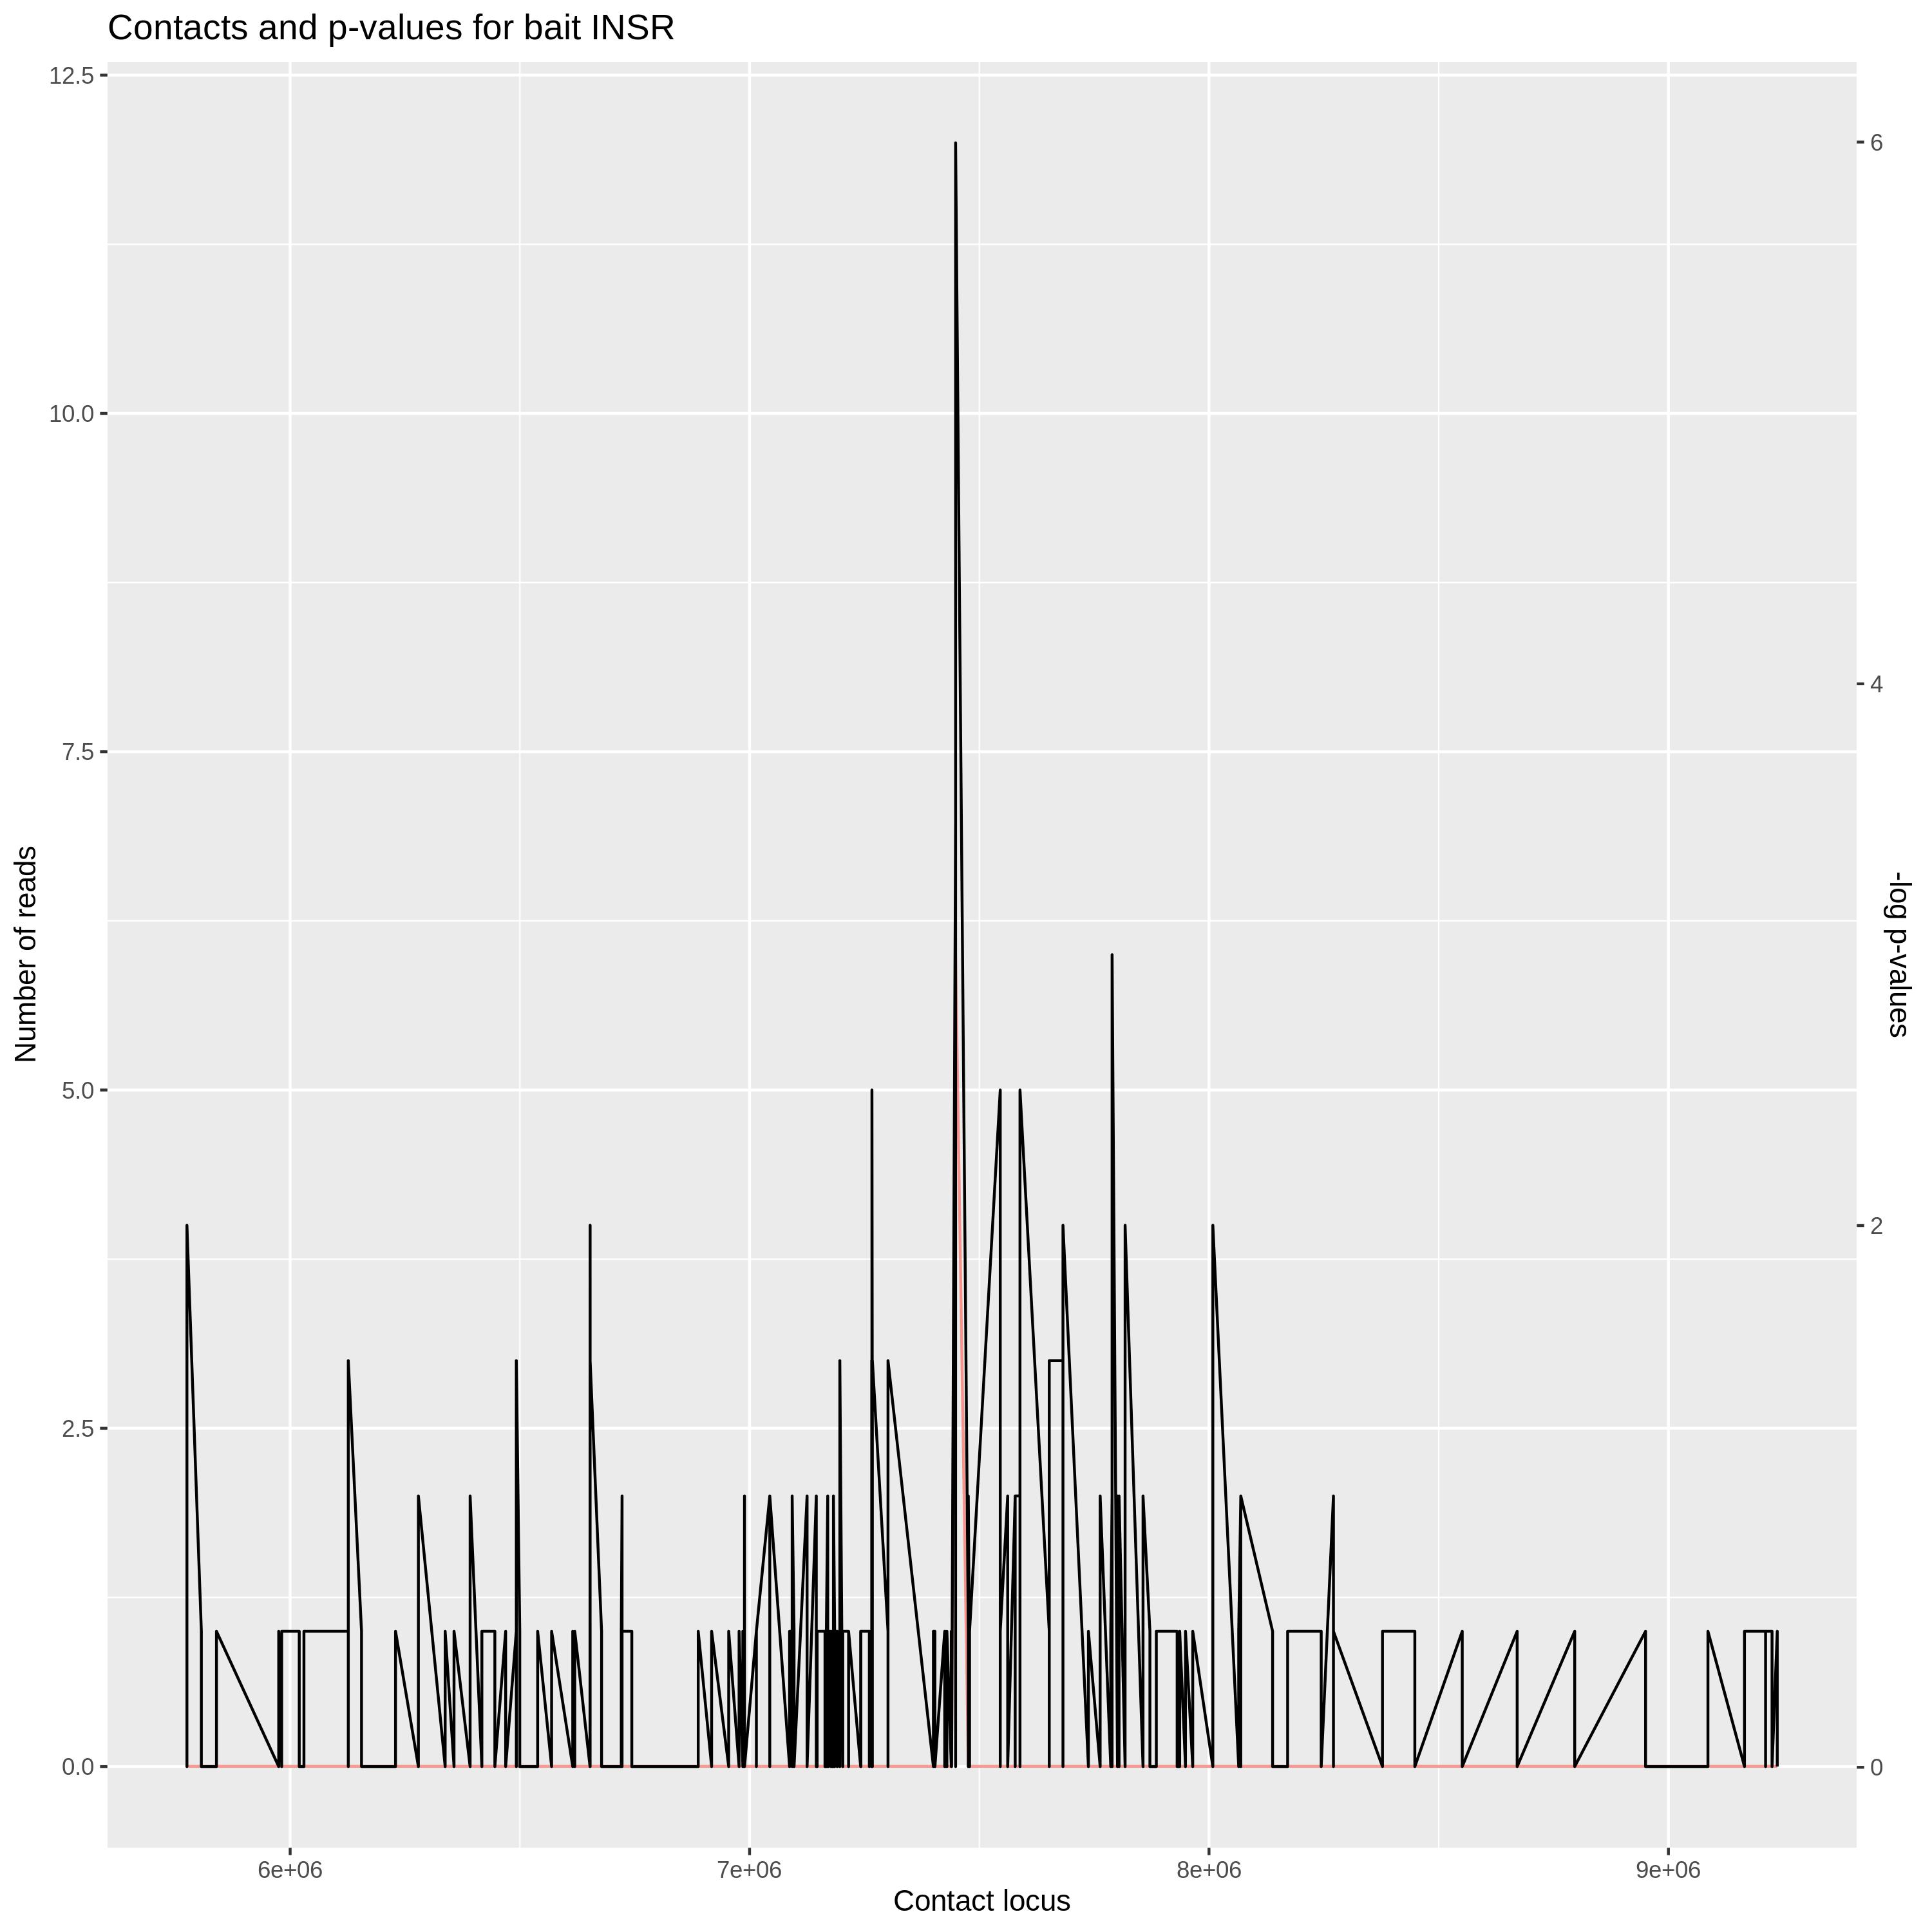 Contacts and p-values for bait INSR
12.5
10.0
7.5
5.0
2.5
0.0
Number of reads
6
4
2
0
-log p-values
6e+06 7e+06 8e+06 9e+06
Contact locus